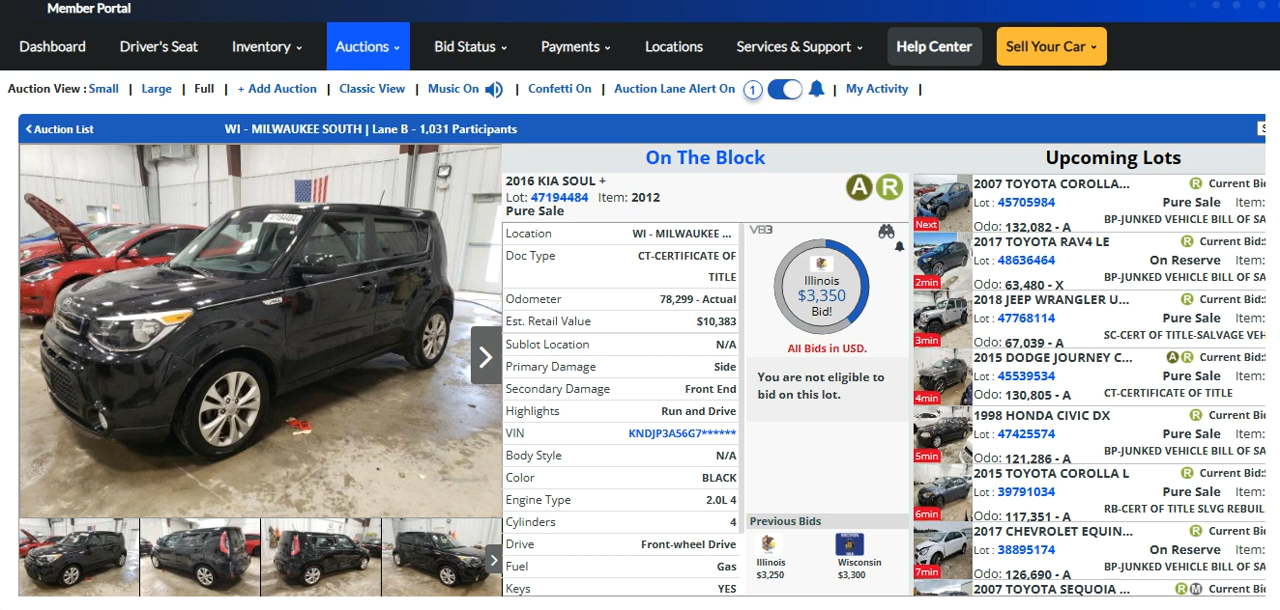 Member Portal
Dashboard Driver's Seat Inventory Auctions Bid Status Payments Locations Services & Support Help Center Sell Your Car
Auction View : Small | Large | Full | + Add Auction | Classic View | Music On | Confetti On | Auction Lane Alert On 1 | My Activity |
Auction List WI - MILWAUKEE SOUTH | Lane B - 1,031 Participants
On The Block
2016 KIA SOUL +
Lot: 47194484 Item: 2012
Pure Sale
A R
Location WI - MILWAUKEE ...
Doc Type CT-CERTIFICATE OF
TITLE
Odometer 78,299 - Actual
Est. Retail Value $10,383
Sublot Location N/A
Primary Damage Side
Secondary Damage Front End
Highlights Run and Drive
VIN KNDJP3A56G7******
Body Style N/A
Color BLACK
Engine Type 2.0L 4
Cylinders 4
Drive Front-wheel Drive
Fuel Gas
Keys YES
VB3
Illinois
$3,350
Bid!
All Bids in USD.
You are not eligible to
bid on this lot.
Previous Bids
Illinois
$3,250
Wisconsin
$3,300
Upcoming Lots
2007 TOYOTA COROLLA... R Current Bid
Lot : 45705984 Pure Sale Item:
BP-JUNKED VEHICLE BILL OF SA
Next Odo: 132,082 - A
2017 TOYOTA RAV4 LE R Current Bid:
Lot : 48636464 On Reserve Item:
BP-JUNKED VEHICLE BILL OF SA
2min Odo: 63,480 - X
2018 JEEP WRANGLER U... R Current Bid:
Lot : 47768114 Pure Sale Item:
SC-CERT OF TITLE-SALVAGE VEH
3min Odo: 67,039 - A
2015 DODGE JOURNEY C... A R Current Bid:
Lot : 45539534 Pure Sale Item:
CT-CERTIFICATE OF TITLE
4min Odo: 130,805 - A
1998 HONDA CIVIC DX R Current Bid
Lot : 47425574 Pure Sale Item:
BP-JUNKED VEHICLE BILL OF SA
5min Odo: 121,286 - A
2015 TOYOTA COROLLA L R Current Bid:
Lot : 39791034 Pure Sale Item:
RB-CERT OF TITLE SLVG REBUIL
6min Odo: 117,351 - A
2017 CHEVROLET EQUIN... R Current Bid:
Lot : 38895174 On Reserve Item:
BP-JUNKED VEHICLE BILL OF SA
7min Odo: 126,690 - A
2007 TOYOTA SEQUOIA ... R M Current Bid